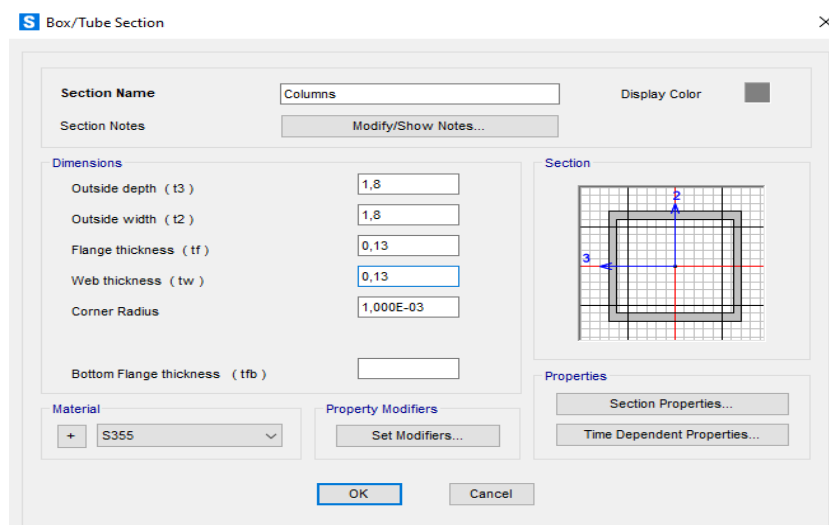 S Box/Tube Section
Section Name Columns Display Color
Section Notes Modify/Show Notes...
Dimensions
Outside depth ( t3 ) 1,8
Outside width ( t2 ) 1,8
Flange thickness ( tf ) 0,13
Web thickness ( tw ) 0,13
Corner Radius 1,000E-03
Bottom Flange thickness ( tfb )
Section
2
3
Material
+ S355
Property Modifiers
Set Modifiers...
Properties
Section Properties...
Time Dependent Properties...
OK Cancel